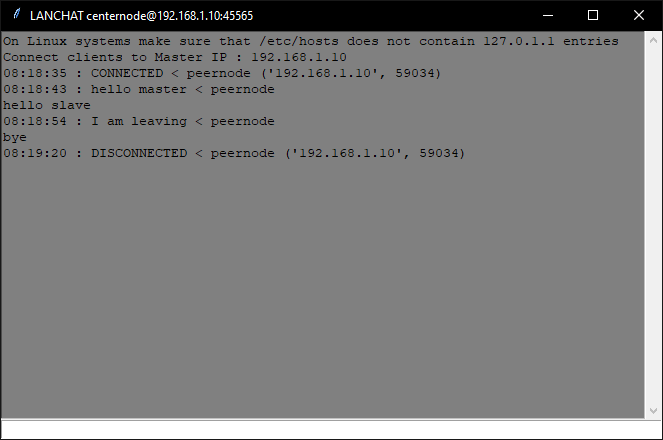 LANCHAT centernode@192.168.1.10:45565
On Linux systems make sure that /etc/hosts does not contain 127.0.1.1 entries
Connect clients to Master IP : 192.168.1.10
08:18:35 : CONNECTED < peernode ('192.168.1.10', 59034)
08:18:43 : hello master < peernode
hello slave
08:18:54 : I am leaving < peernode
bye
08:19:20 : DISCONNECTED < peernode ('192.168.1.10', 59034)